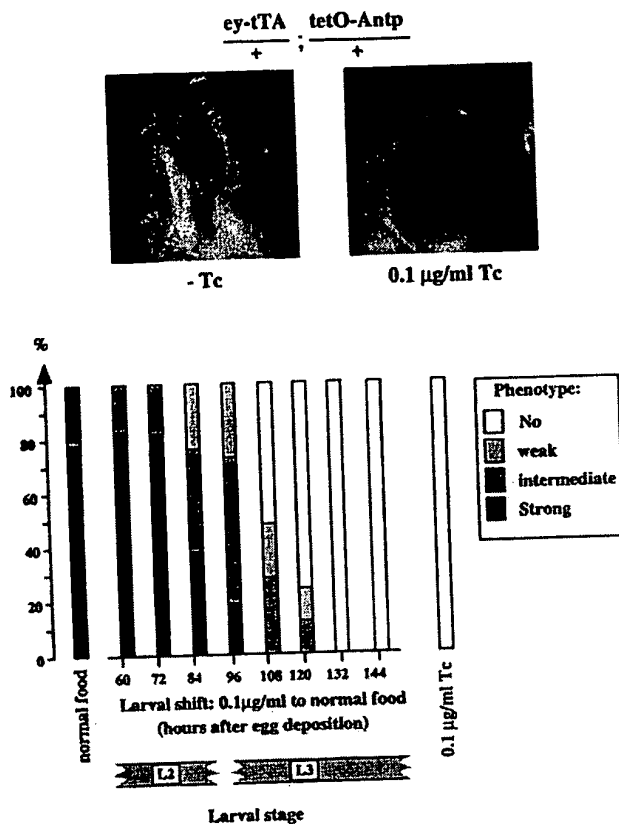 ey-tTA ; tetO-Antp
+ +
- Tc
0.1 μg/ml Tc
%
100
80
60
40
20
0
normal food
60 72 84 96 108 120 132 144
0.1 μg/ml Tc
Larval shift: 0.1μg/ml to normal food
(hours after egg deposition)
L2
L3
Larval stage
Phenotype:
No
weak
intermediate
Strong